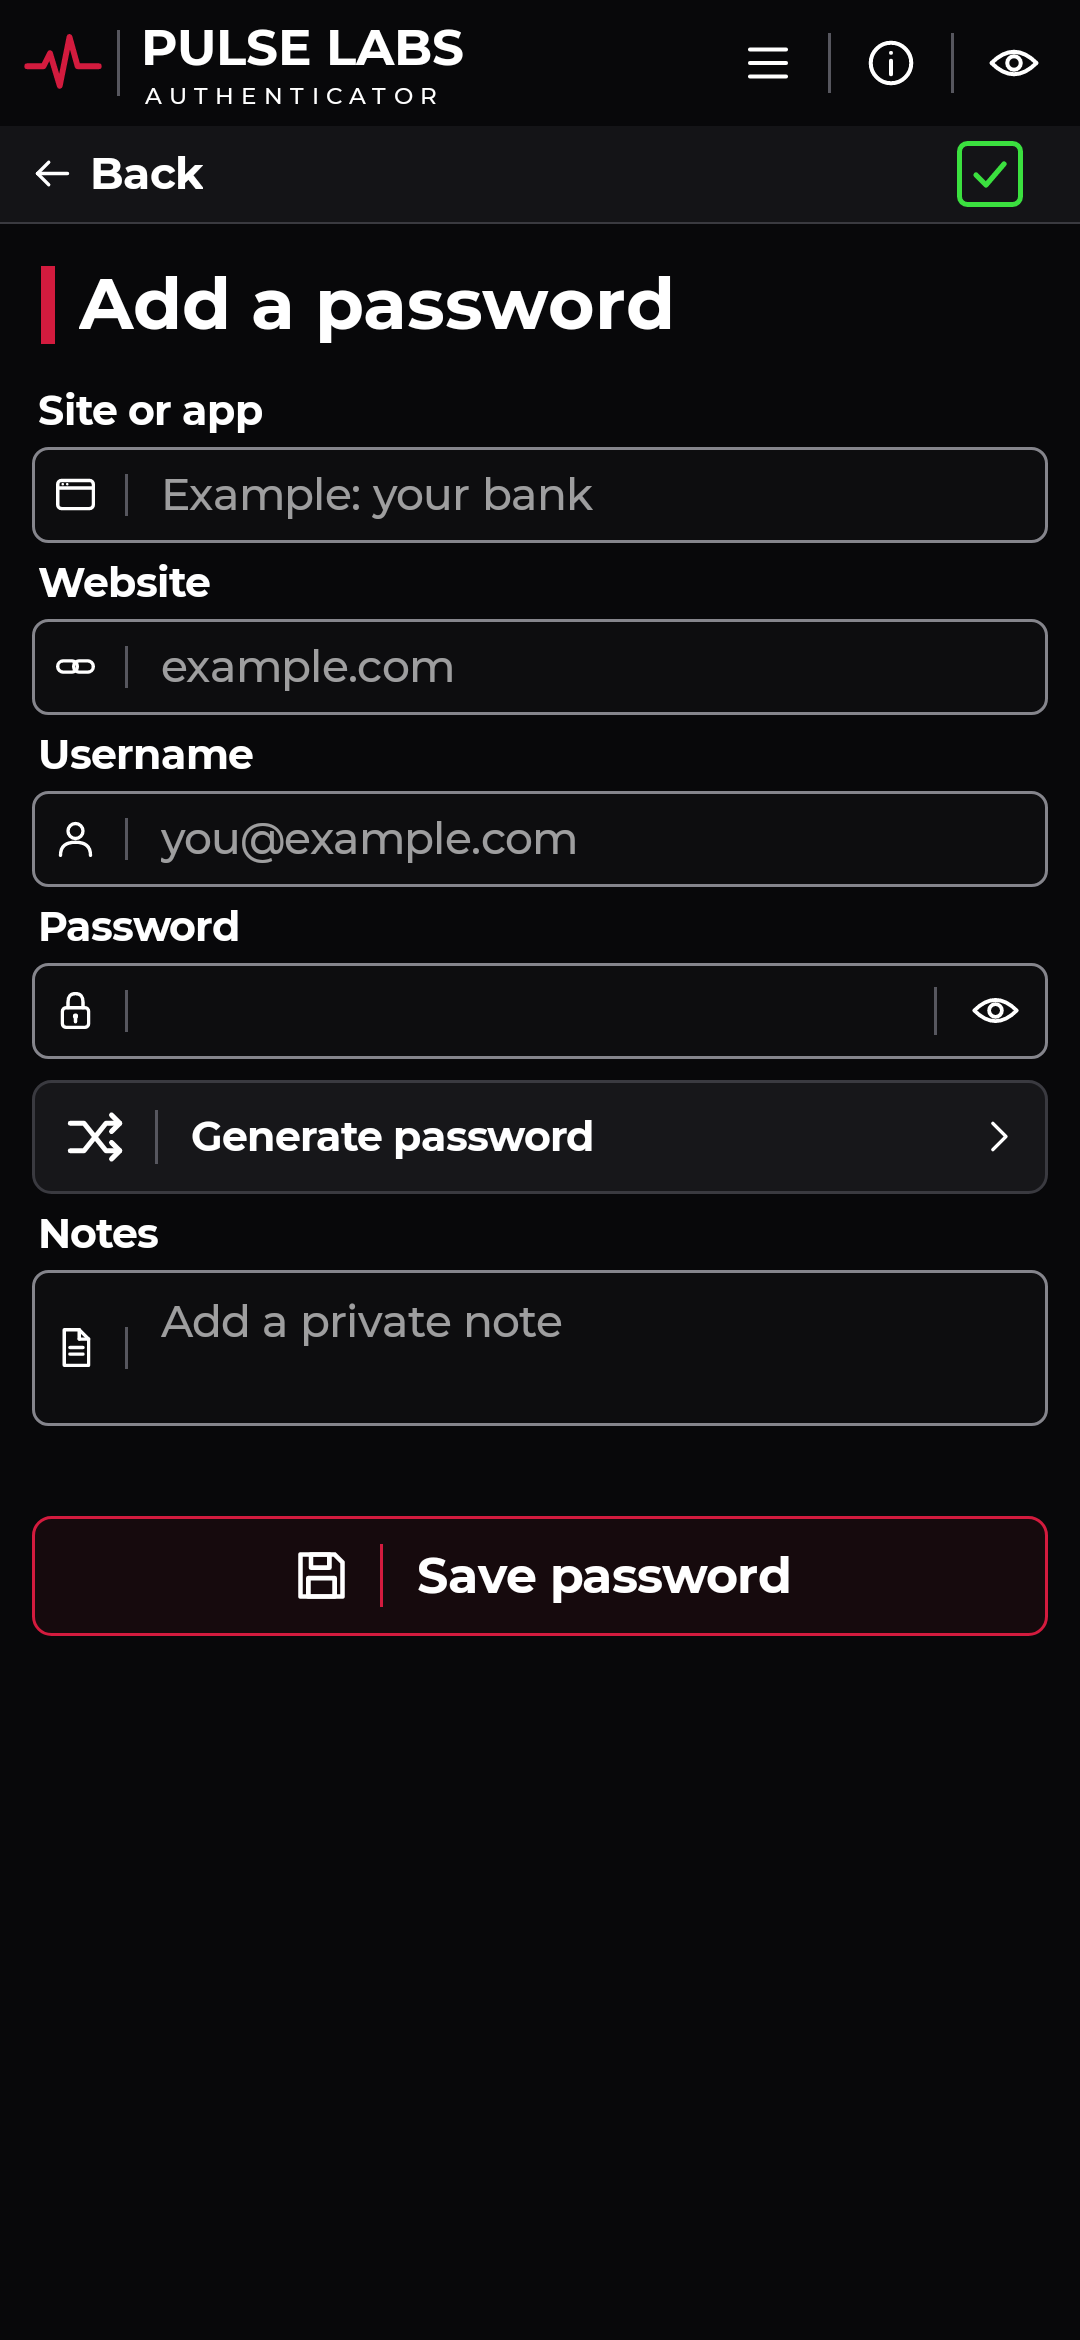 PULSE LABS
AUTHENTICATOR
Back
Add a password
Site or app
Example: your bank
Website
example.com
Username
you@example.com
Password
Generate password
Notes
Add a private note
Save password